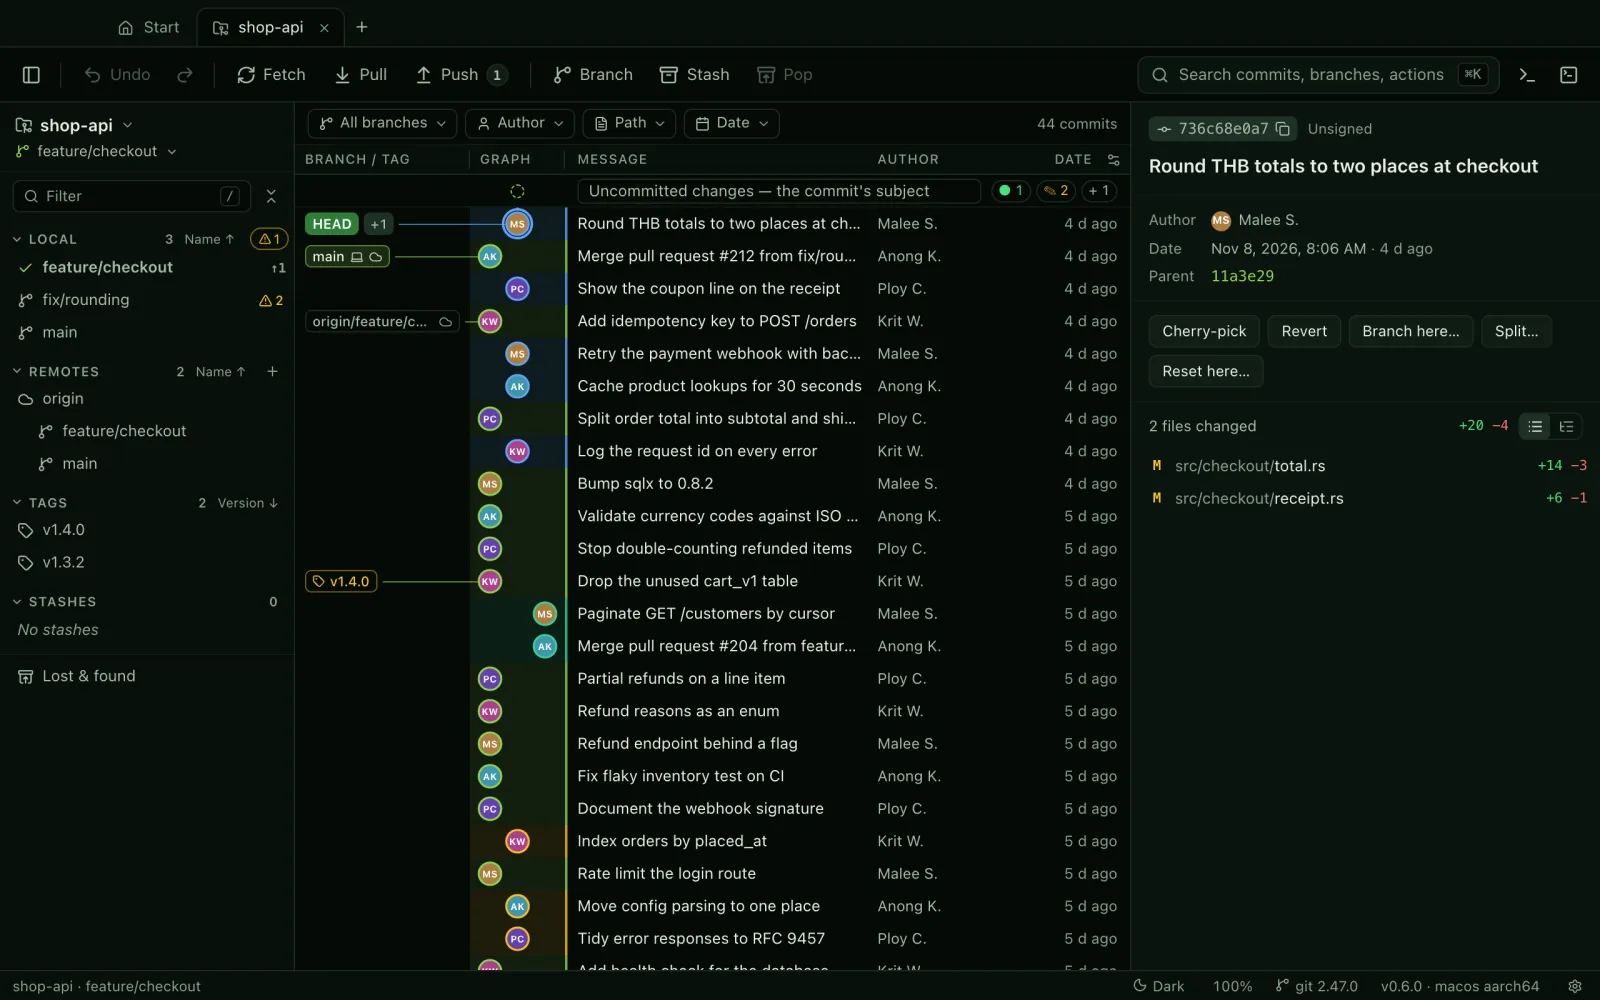 Start
shop-api
Undo
Fetch
Pull
Push 1
Branch
Stash
Pop
Search commits, branches, actions ⌘K
shop-api
feature/checkout
Filter /
LOCAL 3 Name ↑ 1
feature/checkout ↑1
fix/rounding 2
main
REMOTES 2 Name ↑ +
origin
feature/checkout
main
TAGS 2 Version ↓
v1.4.0
v1.3.2
STASHES 0
No stashes
Lost & found
All branches Author Path Date 44 commits
BRANCH / TAG GRAPH MESSAGE AUTHOR DATE
Uncommitted changes — the commit's subject 1 2 + 1
HEAD +1 MS Round THB totals to two places at ch... Malee S. 4 d ago
main AK Merge pull request #212 from fix/rou... Anong K. 4 d ago
PC Show the coupon line on the receipt Ploy C. 4 d ago
origin/feature/c... KW Add idempotency key to POST /orders Krit W. 4 d ago
MS Retry the payment webhook with bac... Malee S. 4 d ago
AK Cache product lookups for 30 seconds Anong K. 4 d ago
PC Split order total into subtotal and shi... Ploy C. 4 d ago
KW Log the request id on every error Krit W. 4 d ago
MS Bump sqlx to 0.8.2 Malee S. 4 d ago
AK Validate currency codes against ISO ... Anong K. 5 d ago
PC Stop double-counting refunded items Ploy C. 5 d ago
v1.4.0 KW Drop the unused cart_v1 table Krit W. 5 d ago
MS Paginate GET /customers by cursor Malee S. 5 d ago
AK Merge pull request #204 from featur... Anong K. 5 d ago
PC Partial refunds on a line item Ploy C. 5 d ago
KW Refund reasons as an enum Krit W. 5 d ago
MS Refund endpoint behind a flag Malee S. 5 d ago
AK Fix flaky inventory test on CI Anong K. 5 d ago
PC Document the webhook signature Ploy C. 5 d ago
KW Index orders by placed_at Krit W. 5 d ago
MS Rate limit the login route Malee S. 5 d ago
AK Move config parsing to one place Anong K. 5 d ago
PC Tidy error responses to RFC 9457 Ploy C. 5 d ago
KW Add health check for the database Krit W. 5 d ago
736c68e0a7 Unsigned
Round THB totals to two places at checkout
Author MS Malee S.
Date Nov 8, 2026, 8:06 AM · 4 d ago
Parent 11a3e29
Cherry-pick Revert Branch here... Split...
Reset here...
2 files changed +20 −4
M src/checkout/total.rs +14 −3
M src/checkout/receipt.rs +6 −1
shop-api · feature/checkout
Dark 100% git 2.47.0 v0.6.0 · macos aarch64